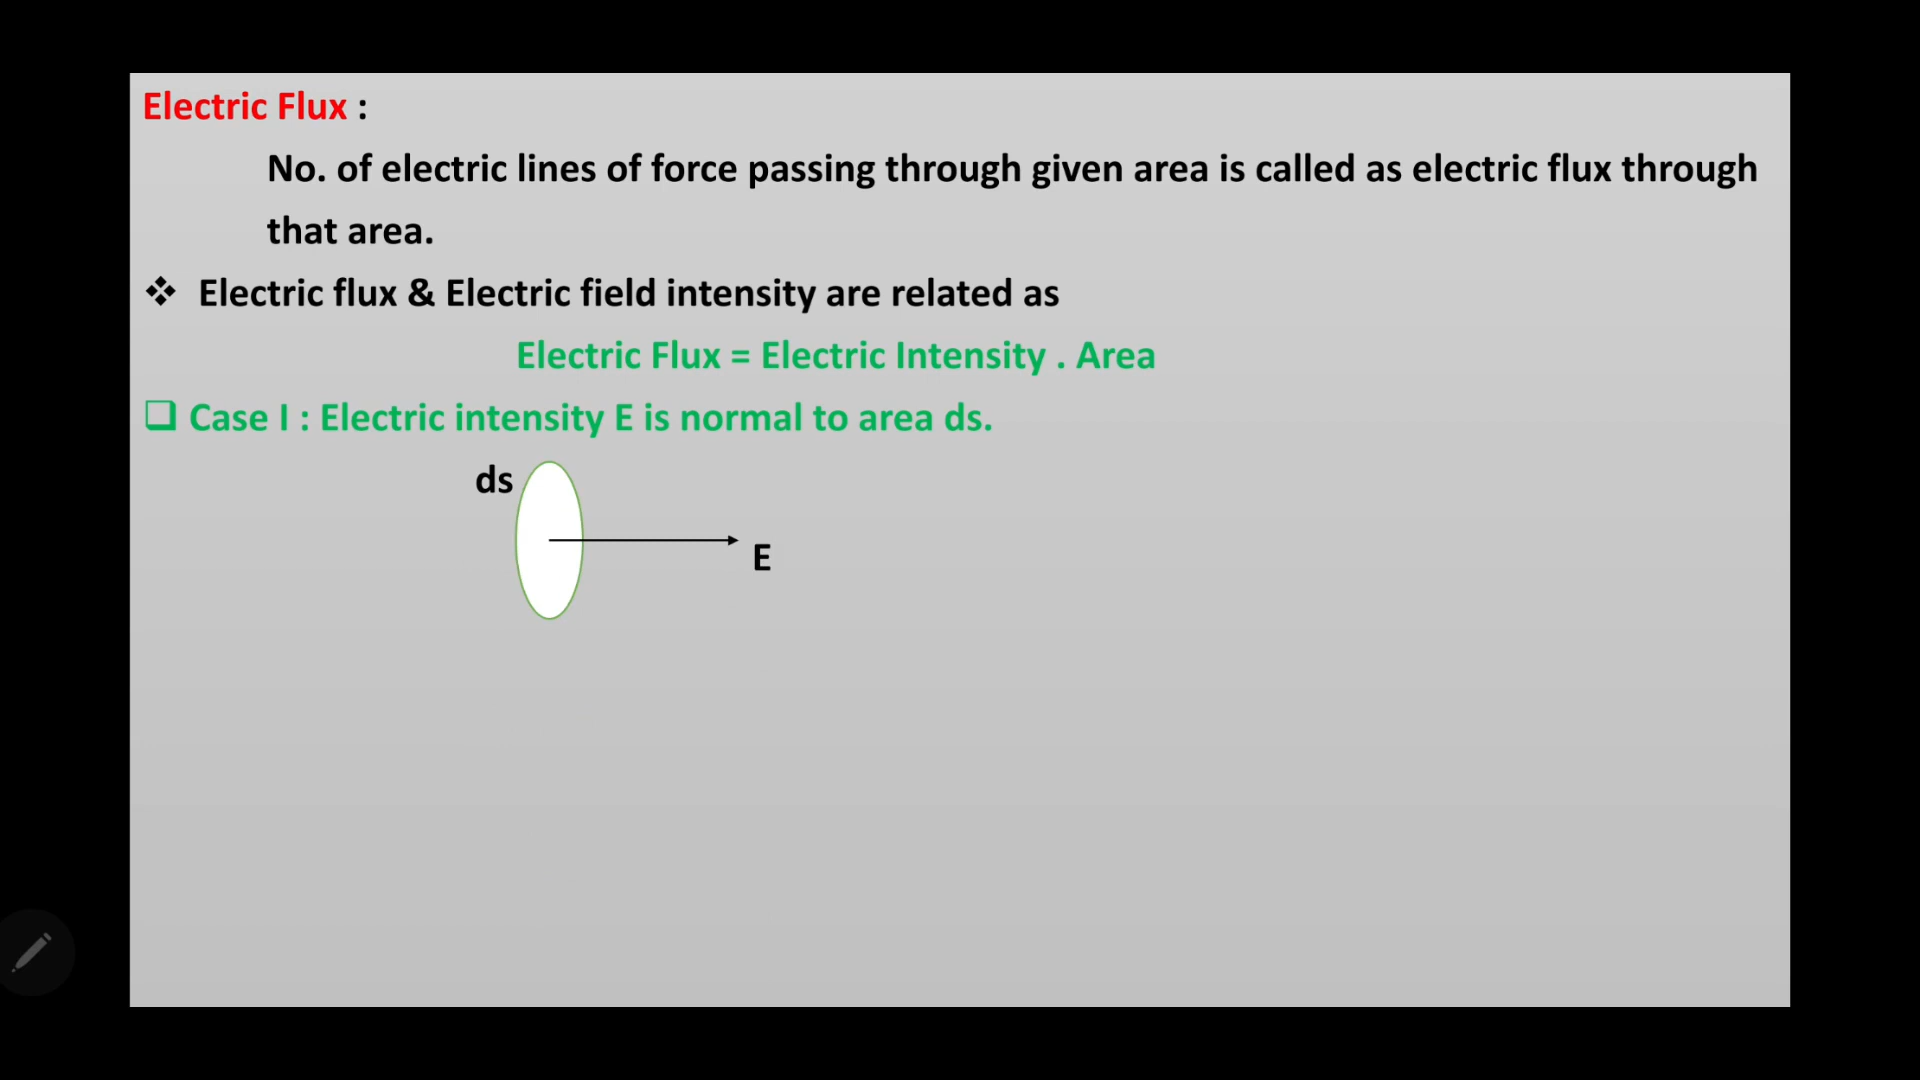 Electric Flux :
No. of electric lines of force passing through given area is called as electric flux through
that area.
❖ Electric flux & Electric field intensity are related as
Electric Flux = Electric Intensity . Area
❑ Case I : Electric intensity E is normal to area ds.
ds
E